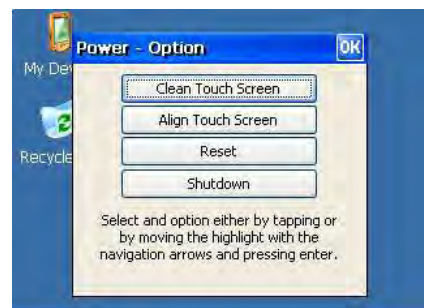 Power - Option
OK
My De
Clean Touch Screen
Align Touch Screen
Recycle
Reset
Shutdown
Select and option either by tapping or
by moving the highlight with the
navigation arrows and pressing enter.